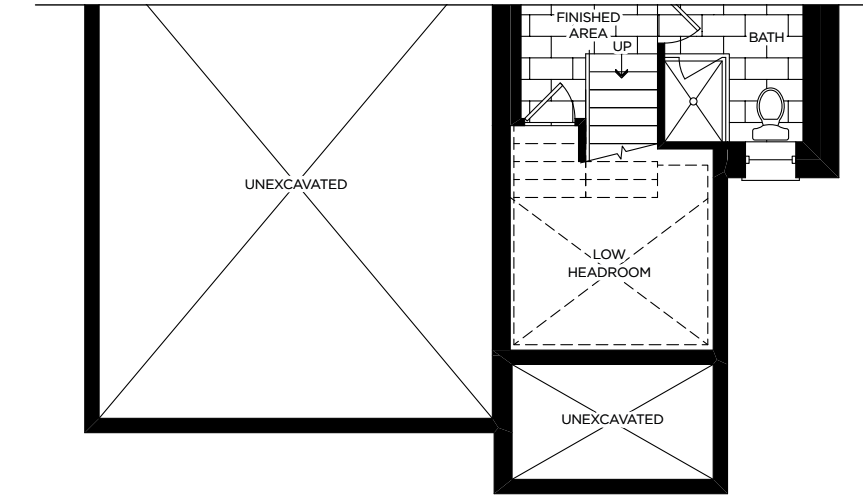 FINISHED
AREA
UP
BATH
UNEXCAVATED
LOW
HEADROOM
UNEXCAVATED